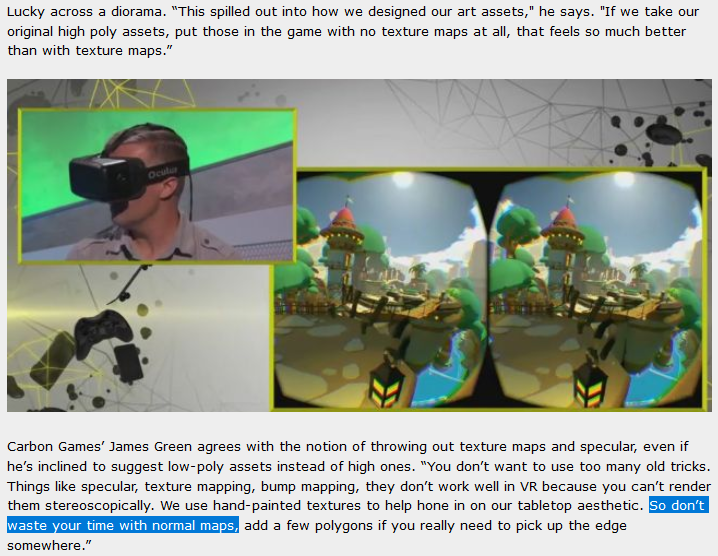 Lucky across a diorama. “This spilled out into how we designed our art assets," he says. "If we take our
original high poly assets, put those in the game with no texture maps at all, that feels so much better
than with texture maps.”
Oculus
Carbon Games’ James Green agrees with the notion of throwing out texture maps and specular, even if
he’s inclined to suggest low-poly assets instead of high ones. “You don’t want to use too many old tricks.
Things like specular, texture mapping, bump mapping, they don’t work well in VR because you can’t render
them stereoscopically. We use hand-painted textures to help hone in on our tabletop aesthetic. So don’t
waste your time with normal maps, add a few polygons if you really need to pick up the edge
somewhere.”